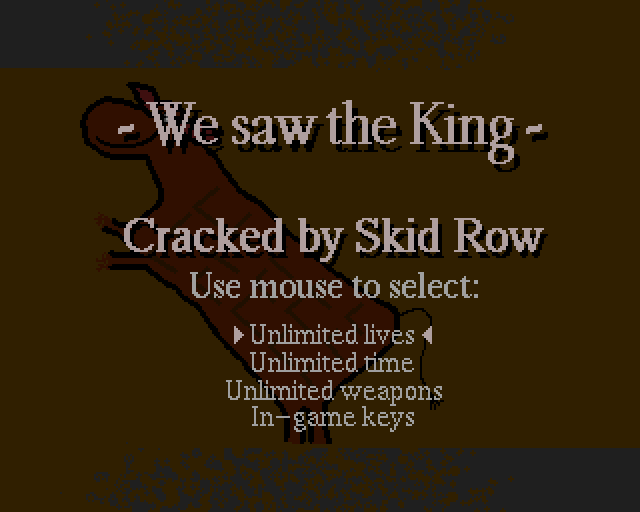 - We saw the King -
Cracked by Skid Row
Use mouse to select:
Unlimited lives
Unlimited time
Unlimited weapons
In-game keys